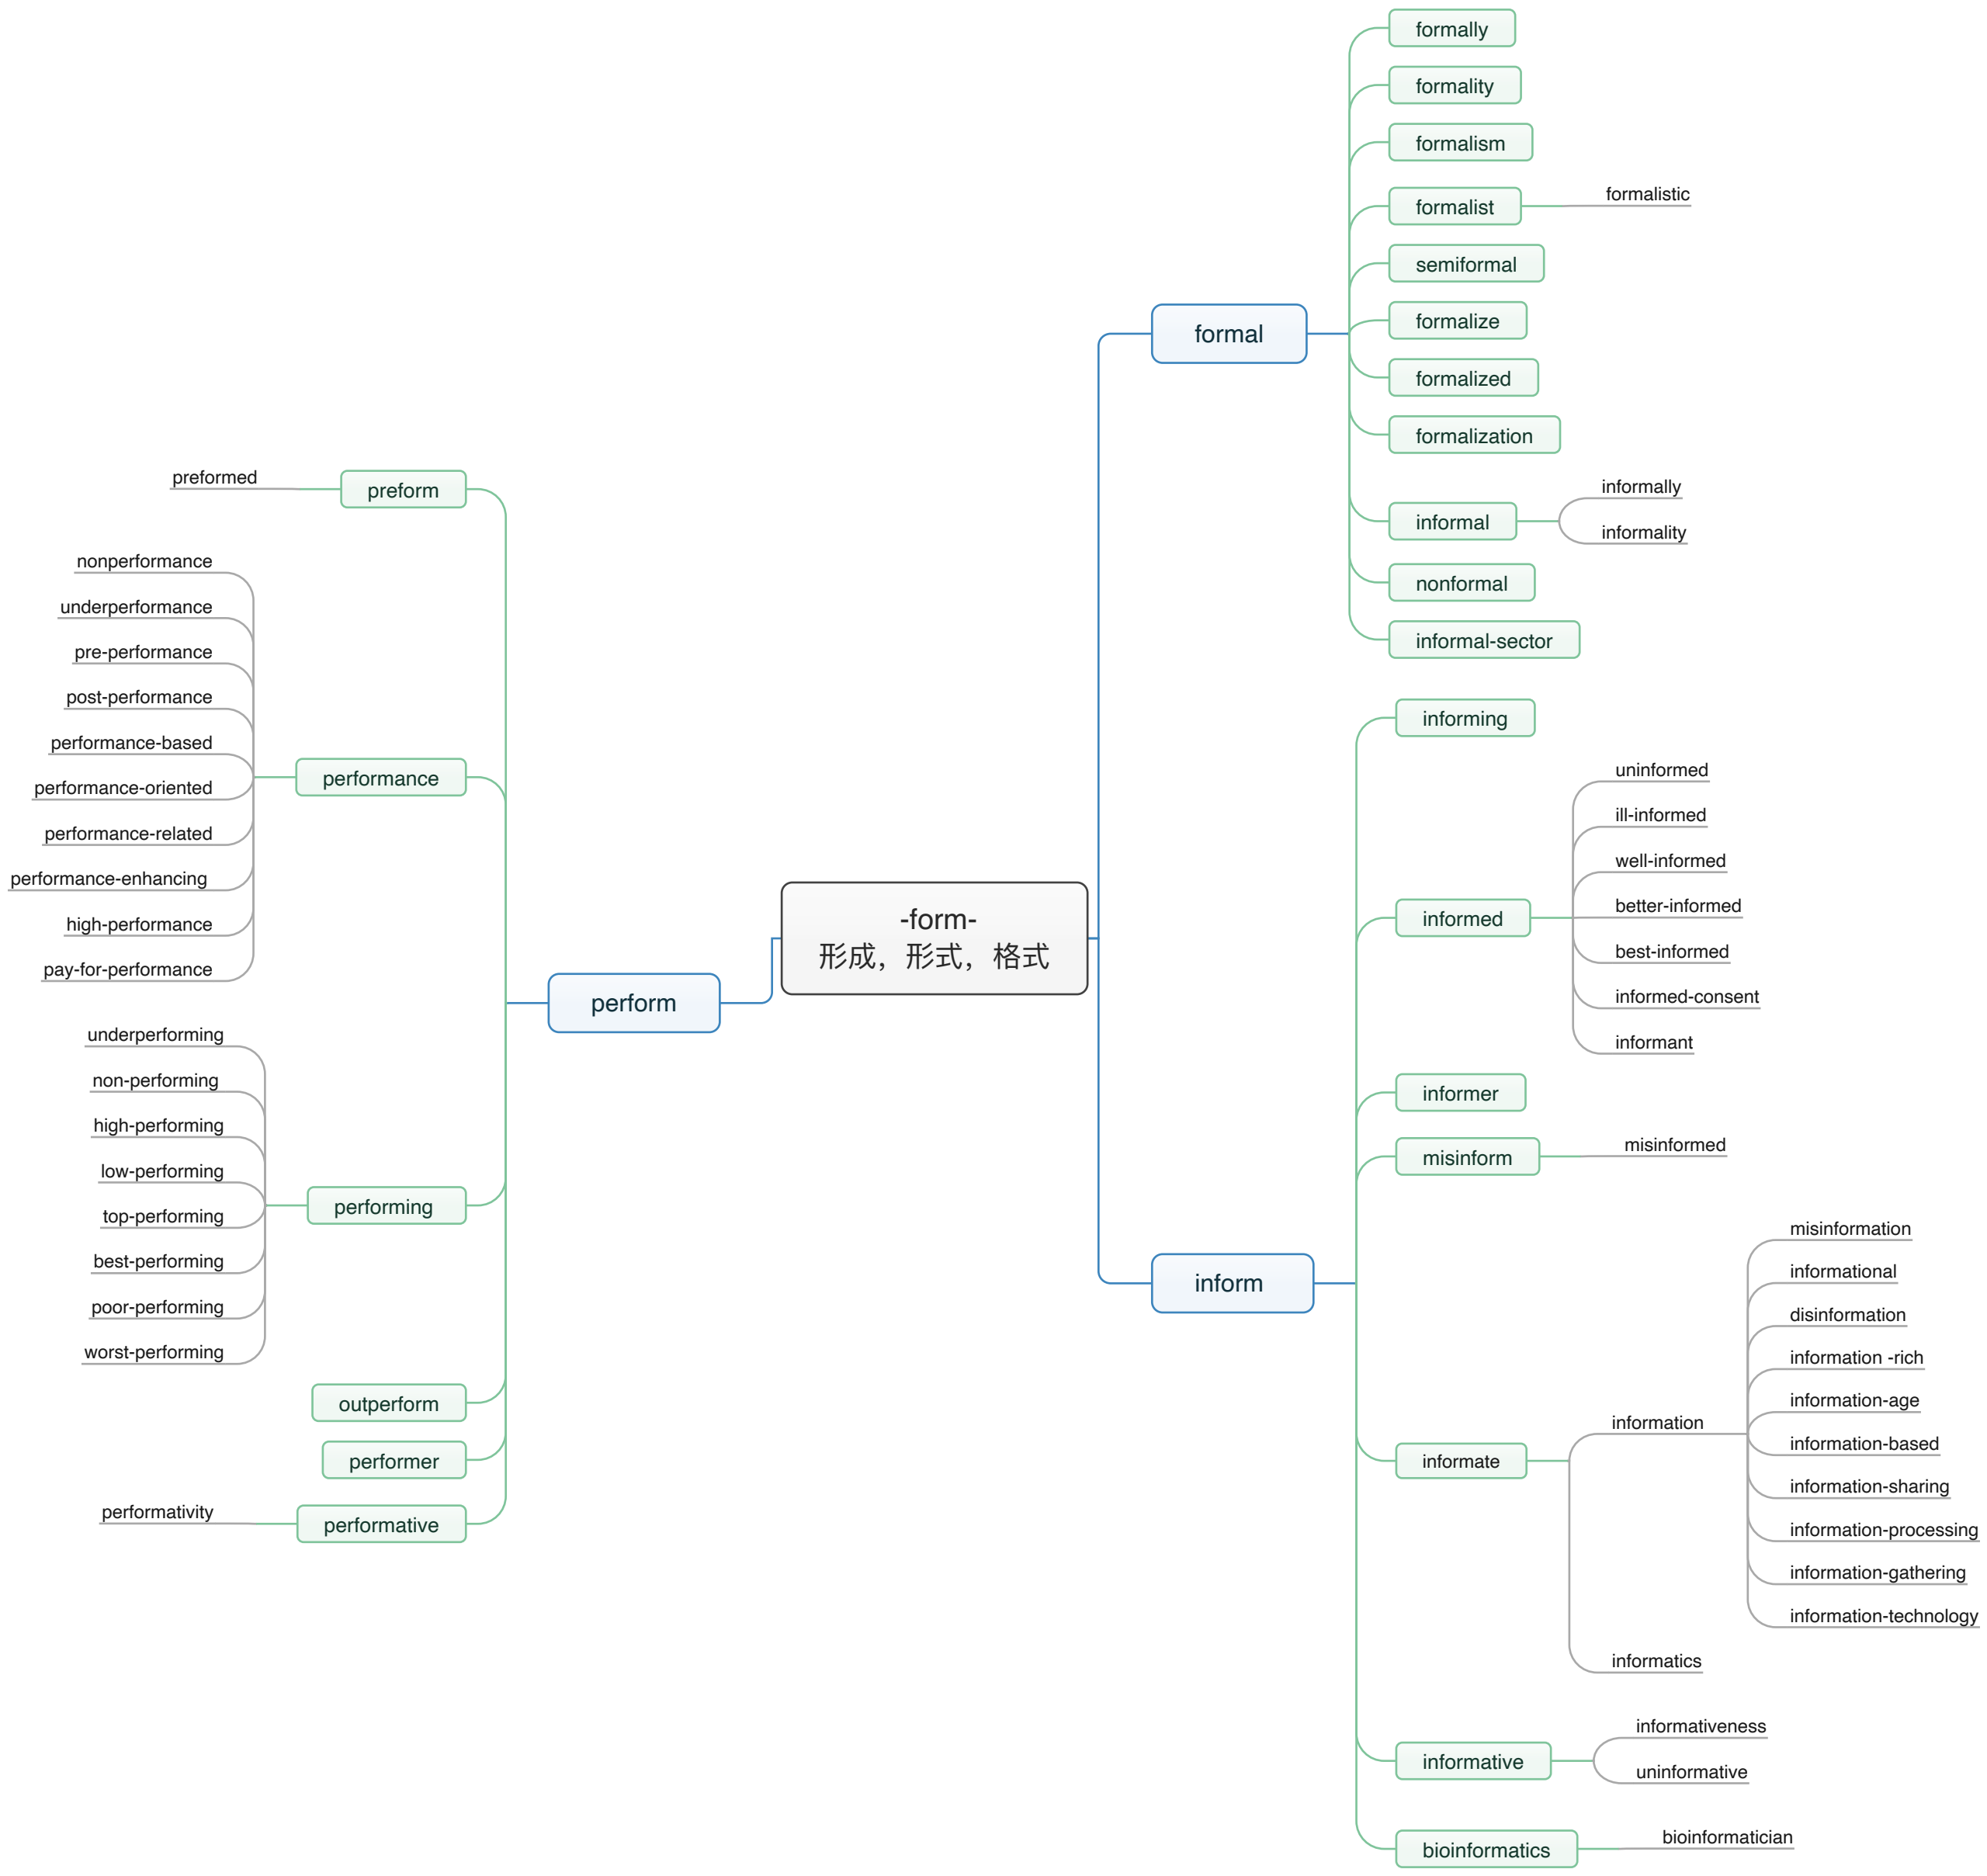 -form-
形成，形式，格式
formal
formally
formality
formalism
formalist
formalistic
semiformal
formalize
formalized
formalization
informal
informally
informality
nonformal
informal-sector
inform
informing
informed
uninformed
ill-informed
well-informed
better-informed
best-informed
informed-consent
informant
informer
misinform
misinformed
informate
information
misinformation
informational
disinformation
information -rich
information-age
information-based
information-sharing
information-processing
information-gathering
information-technology
informatics
informative
informativeness
uninformative
bioinformatics
bioinformatician
perform
preform
preformed
performance
nonperformance
underperformance
pre-performance
post-performance
performance-based
performance-oriented
performance-related
performance-enhancing
high-performance
pay-for-performance
performing
underperforming
non-performing
high-performing
low-performing
top-performing
best-performing
poor-performing
worst-performing
outperform
performer
performative
performativity